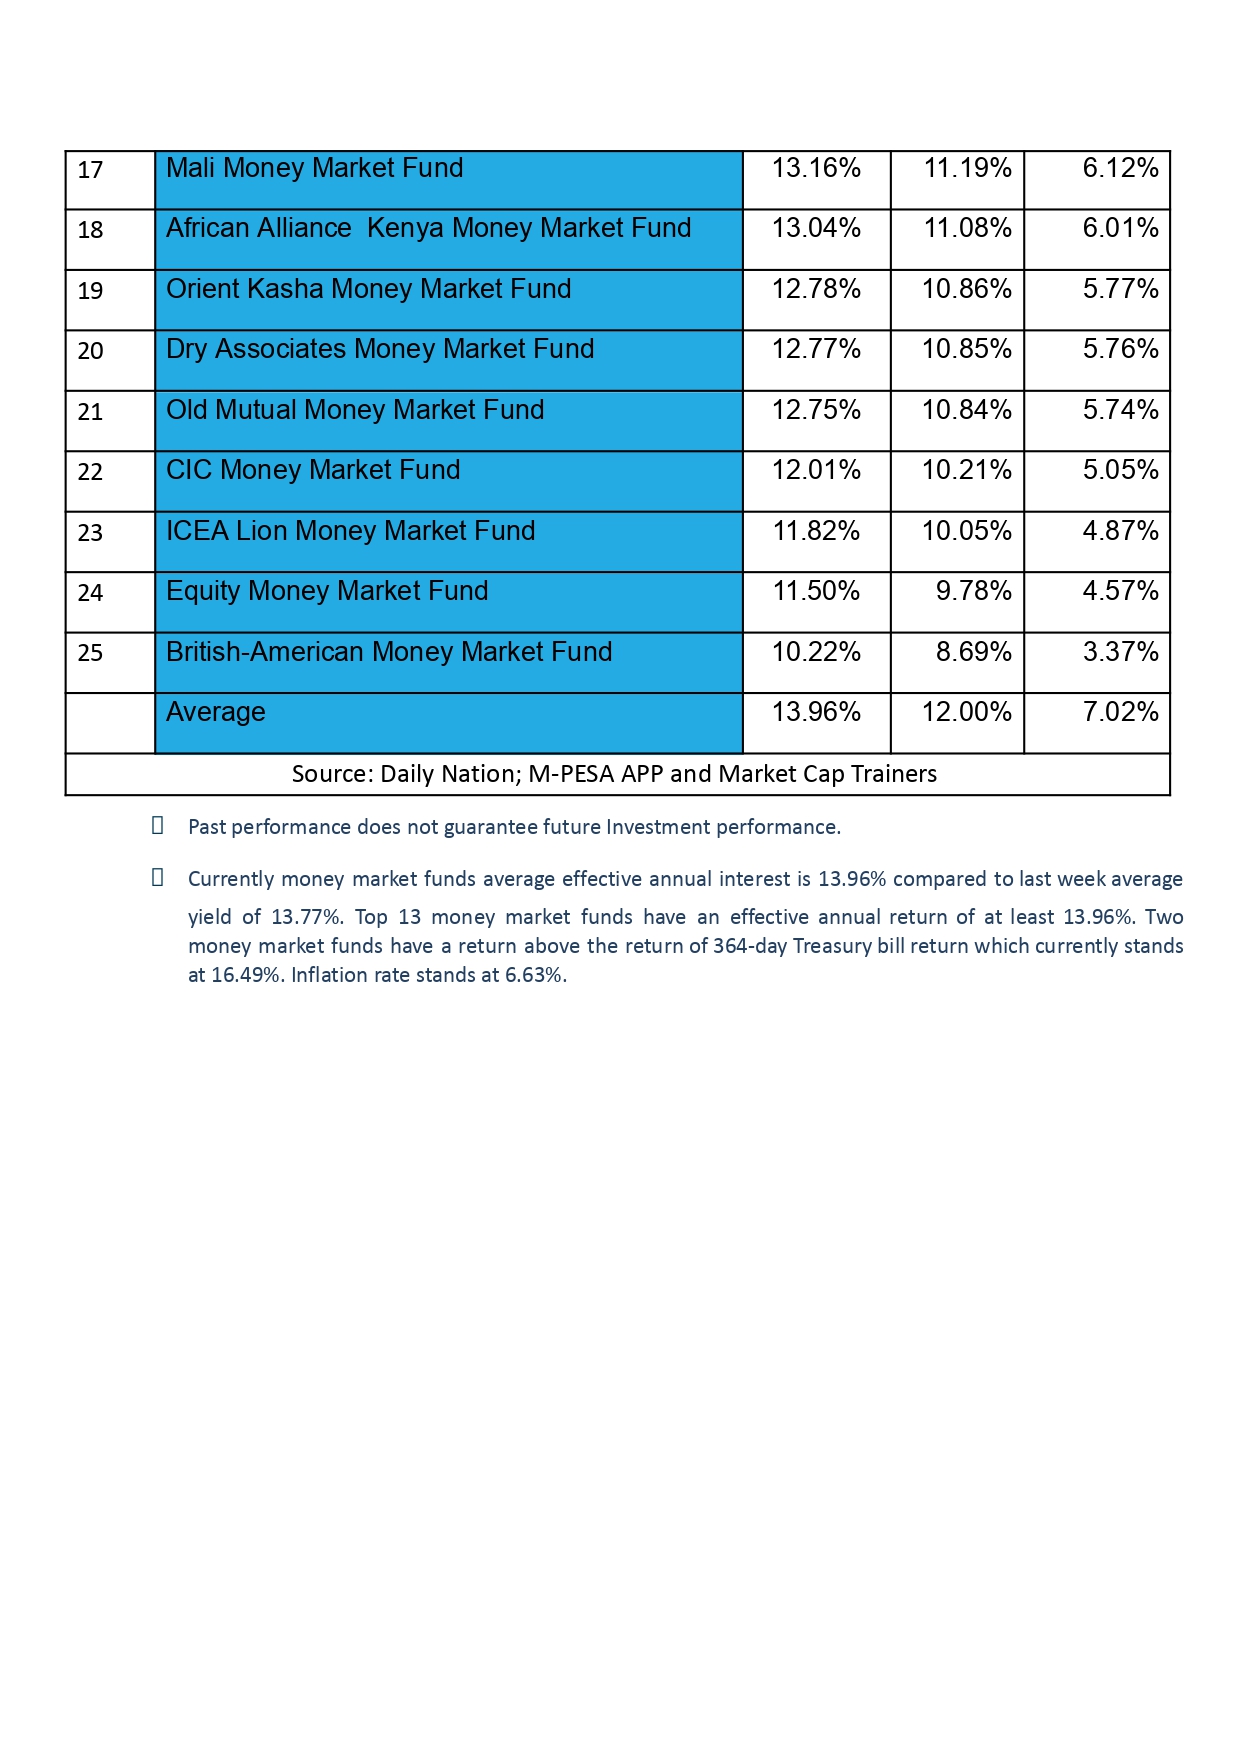 17 Mali Money Market Fund 13.16% 11.19% 6.12%
18 African Alliance  Kenya Money Market Fund 13.04% 11.08% 6.01%
19 Orient Kasha Money Market Fund 12.78% 10.86% 5.77%
20 Dry Associates Money Market Fund 12.77% 10.85% 5.76%
21 Old Mutual Money Market Fund 12.75% 10.84% 5.74%
22 CIC Money Market Fund 12.01% 10.21% 5.05%
23 ICEA Lion Money Market Fund 11.82% 10.05% 4.87%
24 Equity Money Market Fund 11.50% 9.78% 4.57%
25 British-American Money Market Fund 10.22% 8.69% 3.37%
Average 13.96% 12.00% 7.02%
Source: Daily Nation; M-PESA APP and Market Cap Trainers
Past performance does not guarantee future Investment performance.
Currently money market funds average effective annual interest is 13.96% compared to last week average
yield of 13.77%. Top 13 money market funds have an effective annual return of at least 13.96%. Two
money market funds have a return above the return of 364-day Treasury bill return which currently stands
at 16.49%. Inflation rate stands at 6.63%.